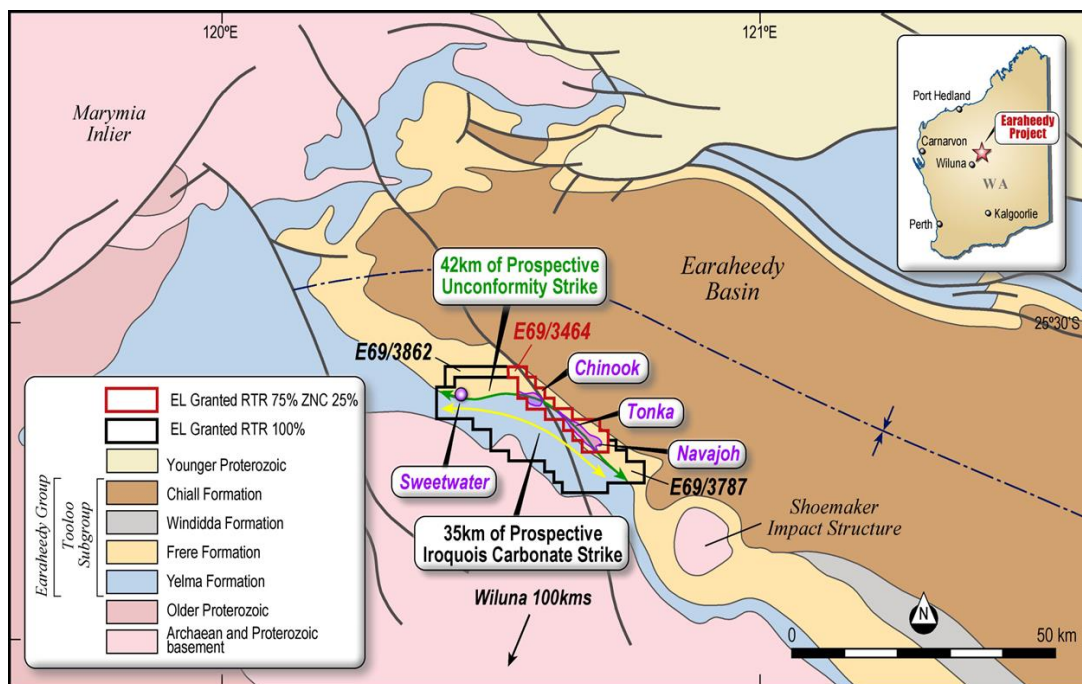 120ºE
121ºE
Marymia
Inlier
Port Hedland
Earaheedy
Project
Carnarvon
Wiluna
WA
Kalgoorlie
Perth
42km of Prospective
Unconformity Strike
Earaheedy
Basin
25º30'S
E69/3862
E69/3464
Chinook
Tonka
Navajoh
Sweetwater
E69/3787
Shoemaker
Impact Structure
35km of Prospective
Iroquois Carbonate Strike
Wiluna 100kms
EL Granted RTR 75% ZNC 25%
EL Granted RTR 100%
Younger Proterozoic
Earaheedy Group
Tooloo
Subgroup
Chiall Formation
Windidda Formation
Frere Formation
Yelma Formation
Older Proterozoic
Archaean and Proterozoic
basement
N
0
50 km